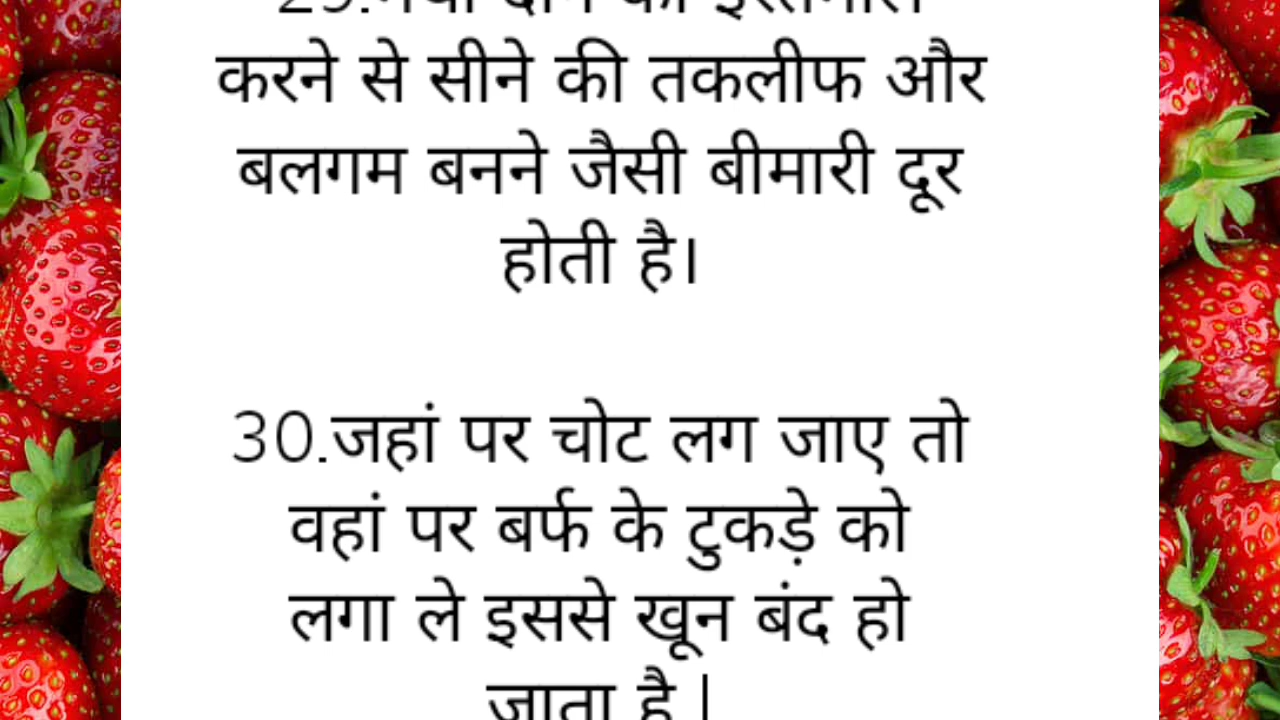 करने से सीने की तकलीफ और
बलगम बनने जैसी बीमारी दूर
होती है।
30.जहां पर चोट लग जाए तो
वहां पर बर्फ के टुकड़े को
लगा ले इससे खून बंद हो
जाता है |